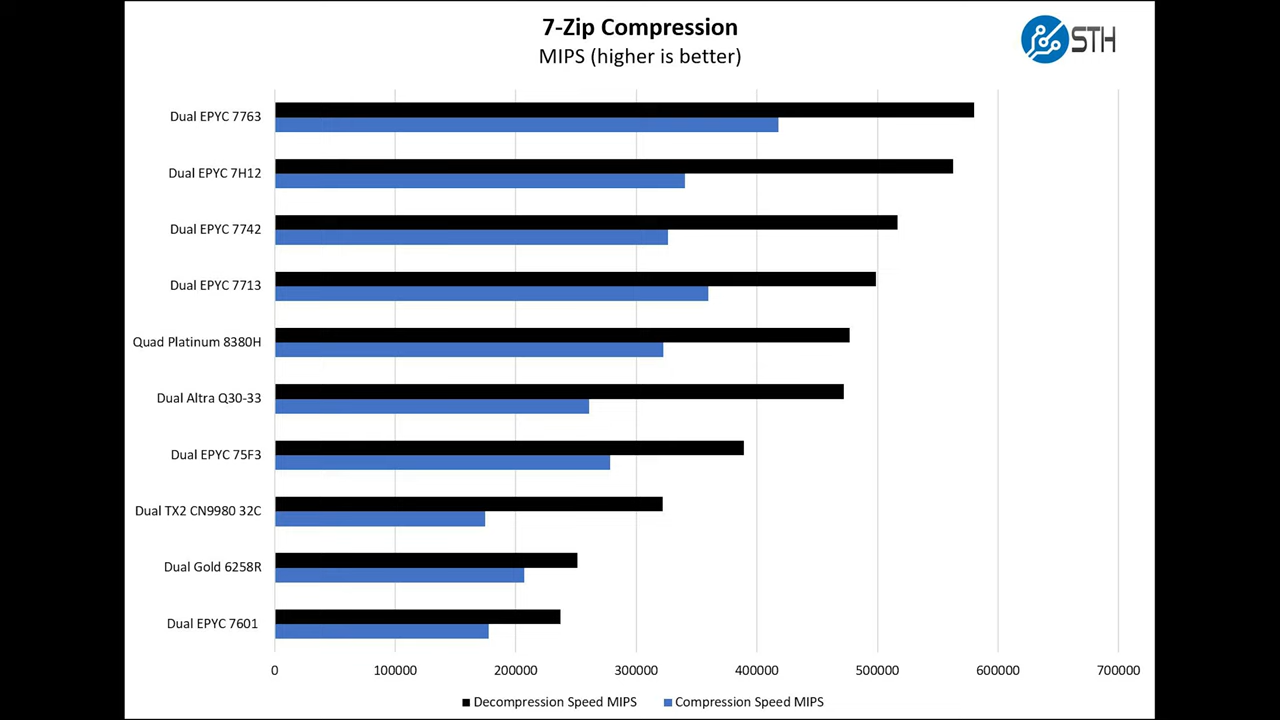 7-Zip Compression
MIPS (higher is better)
STH
Dual EPYC 7763
Dual EPYC 7H12
Dual EPYC 7742
Dual EPYC 7713
Quad Platinum 8380H
Dual Altra Q30-33
Dual EPYC 75F3
Dual TX2 CN9980 32C
Dual Gold 6258R
Dual EPYC 7601
0 100000 200000 300000 400000 500000 600000 700000
Decompression Speed MIPS Compression Speed MIPS